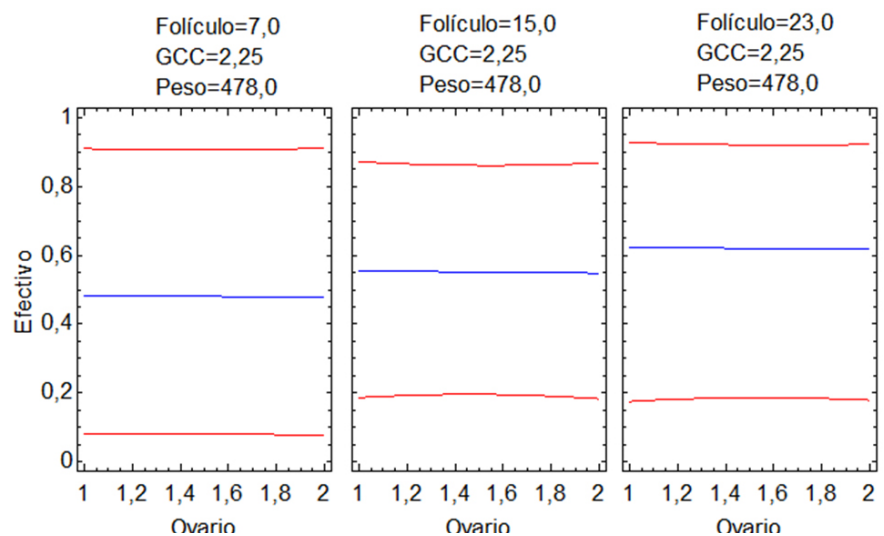 Folículo=7,0
GCC=2,25
Peso=478,0
Folículo=15,0
GCC=2,25
Peso=478,0
Folículo=23,0
GCC=2,25
Peso=478,0
Efectivo
1
0,8
0,6
0,4
0,2
0
1 1,2 1,4 1,6 1,8 2
1 1,2 1,4 1,6 1,8 2
1 1,2 1,4 1,6 1,8 2
Ovario
Ovario
Ovario